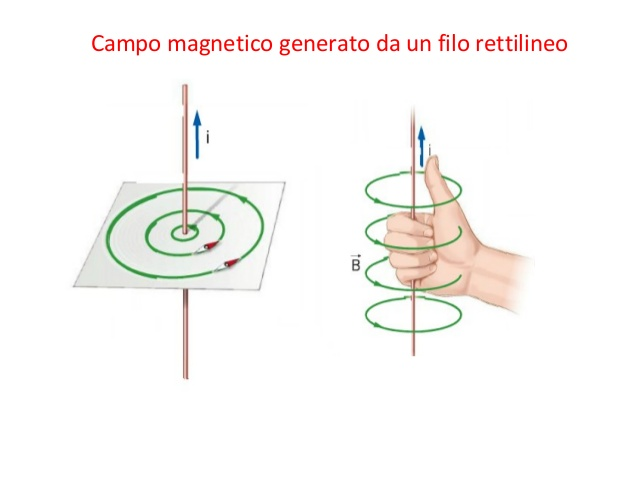 Campo magnetico generato da un filo rettilineo
i
i
B